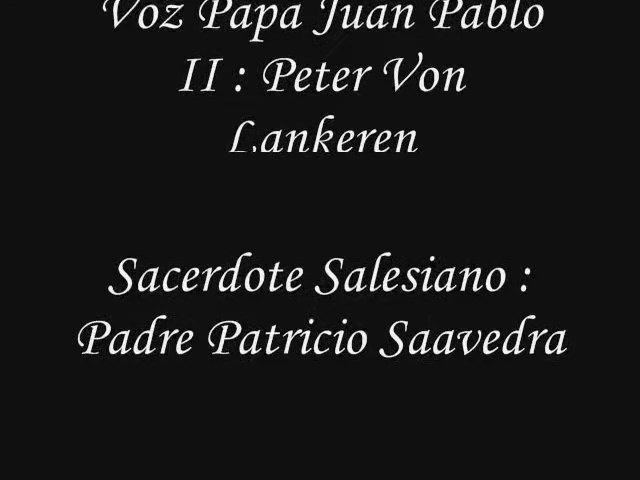 Voz Papa Juan Pablo
II : Peter Von
Lankeren
Sacerdote Salesiano :
Padre Patricio Saavedra